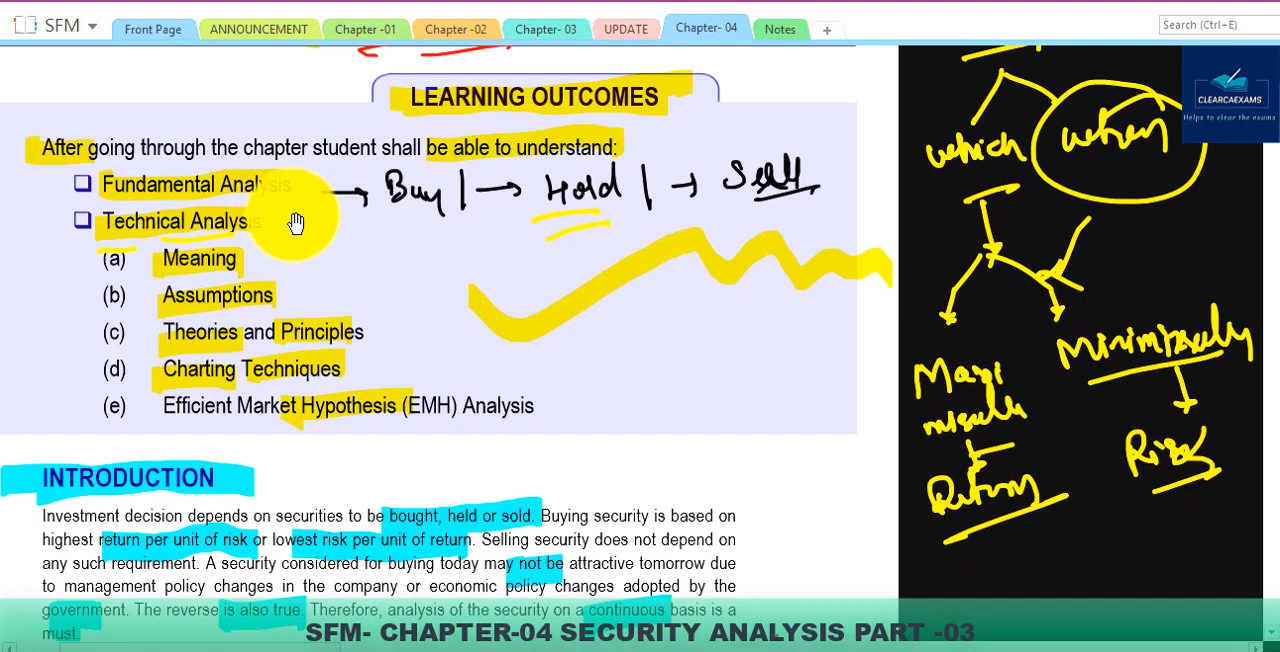 SFM
Front Page
ANNOUNCEMENT
Chapter -01
Chapter -02
Chapter- 03
UPDATE
Chapter- 04
Notes
+
Search (Ctrl+E)
CLEARCAEXAMS
Helps to clear the exams
LEARNING OUTCOMES
After going through the chapter student shall be able to understand:
Fundamental Analysis
Buy | → Hold | → Sell
Technical Analysis
(a) Meaning
(b) Assumptions
(c) Theories and Principles
(d) Charting Techniques
(e) Efficient Market Hypothesis (EMH) Analysis
which
when
Return
Risk
INTRODUCTION
Investment decision depends on securities to be bought, held or sold. Buying security is based on
highest return per unit of risk or lowest risk per unit of return. Selling security does not depend on
any such requirement. A security considered for buying today may not be attractive tomorrow due
to management policy changes in the company or economic policy changes adopted by the
government. The reverse is also true. Therefore, analysis of the security on a continuous basis is a
must.
SFM- CHAPTER-04 SECURITY ANALYSIS PART -03